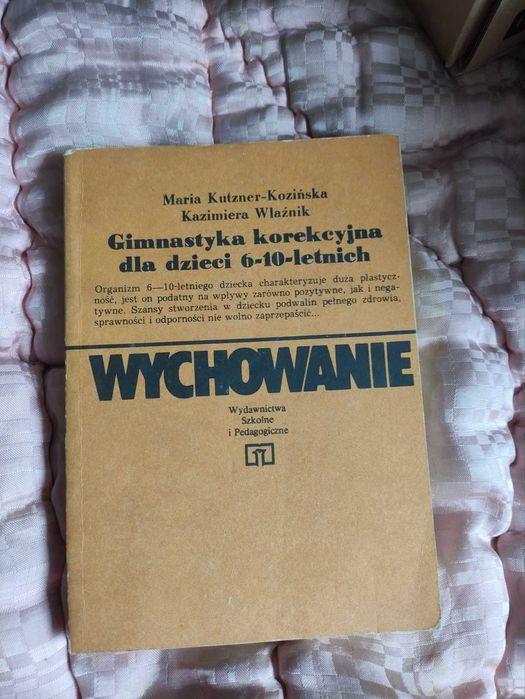 Maria Kutzner-Kozińska
Kazimiera Wlaźnik
Gimnastyka korekcyjna
dla dzieci 6-10-letnich
Organizm 6—10-letniego dziecka charakteryzuje duża plastycz-
ność, jest on podatny na wpływy zarówno pozytywne, jak i nega-
tywne. Szansy stworzenia w dziecku podwalin pełnego zdrowia,
sprawności i odporności nie wolno zaprzepaścić...
WYCHOWANIE
Wydawnictwa
Szkolne
i Pedagogiczne